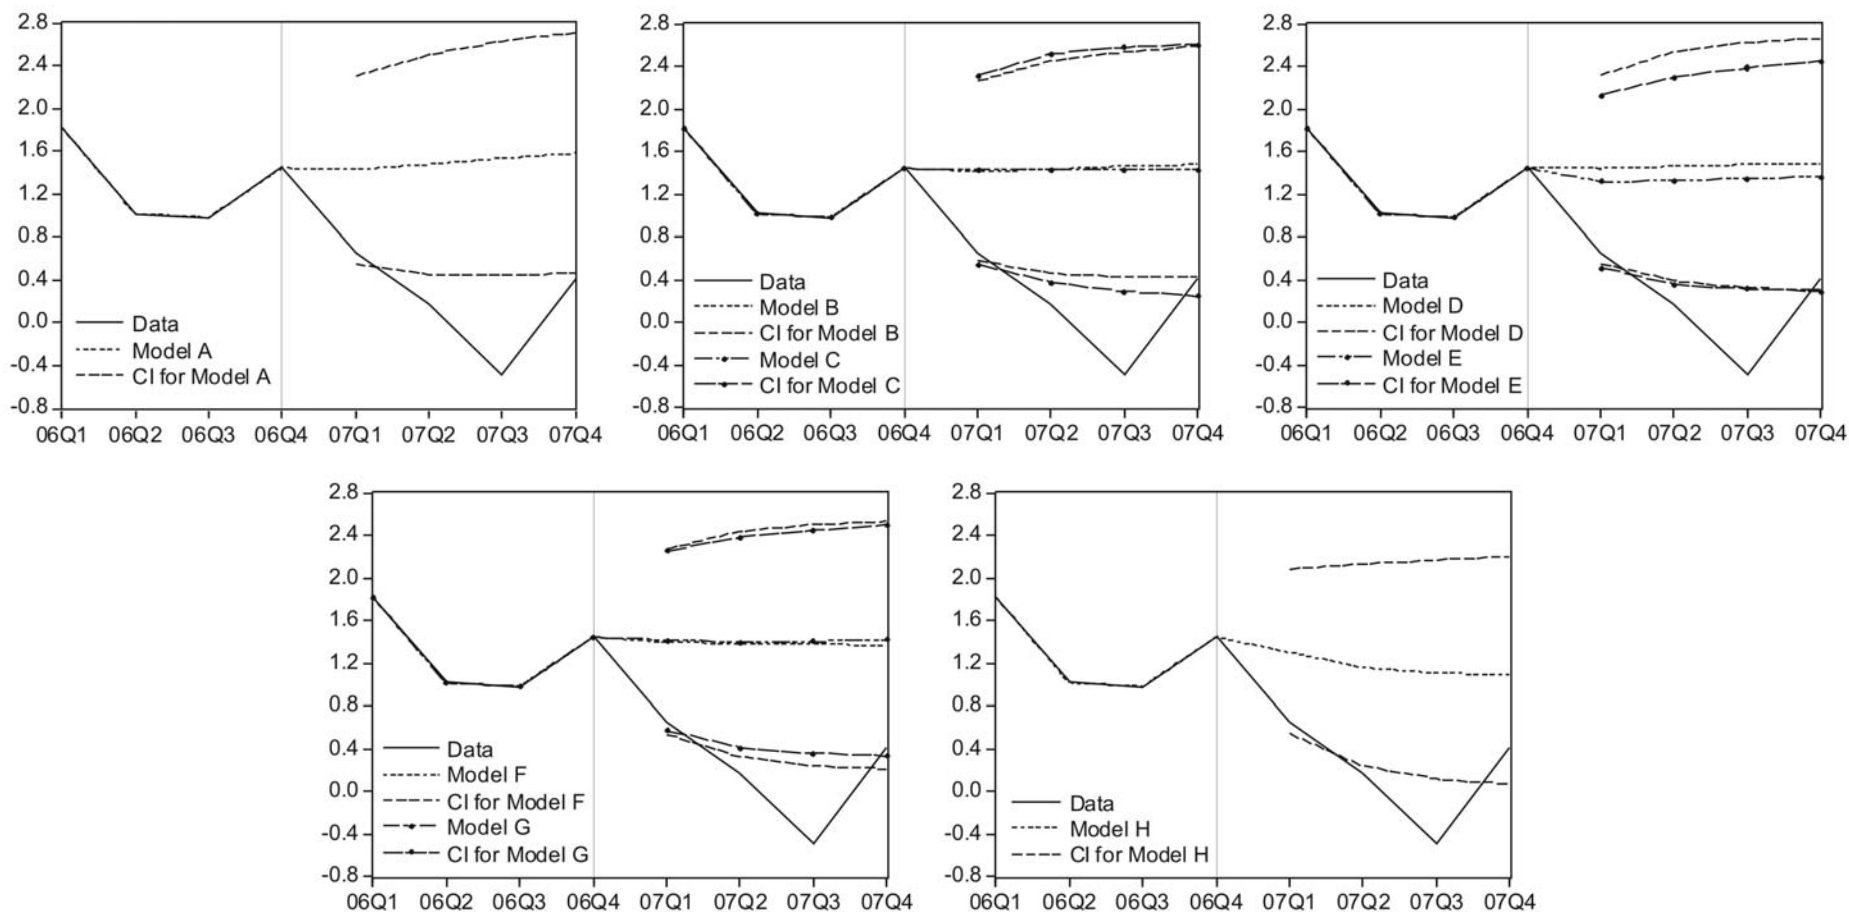 2.8
2.4
2.0
1.6
1.2
0.8
0.4
0.0
-0.4
-0.8
Data
Model A
CI for Model A
06Q1 06Q2 06Q3 06Q4 07Q1 07Q2 07Q3 07Q4
2.8
2.4
2.0
1.6
1.2
0.8
0.4
0.0
-0.4
-0.8
Data
Model B
CI for Model B
Model C
CI for Model C
06Q1 06Q2 06Q3 06Q4 07Q1 07Q2 07Q3 07Q4
2.8
2.4
2.0
1.6
1.2
0.8
0.4
0.0
-0.4
-0.8
Data
Model D
CI for Model D
Model E
CI for Model E
06Q1 06Q2 06Q3 06Q4 07Q1 07Q2 07Q3 07Q4
2.8
2.4
2.0
1.6
1.2
0.8
0.4
0.0
-0.4
-0.8
Data
Model F
CI for Model F
Model G
CI for Model G
06Q1 06Q2 06Q3 06Q4 07Q1 07Q2 07Q3 07Q4
2.8
2.4
2.0
1.6
1.2
0.8
0.4
0.0
-0.4
-0.8
Data
Model H
CI for Model H
06Q1 06Q2 06Q3 06Q4 07Q1 07Q2 07Q3 07Q4